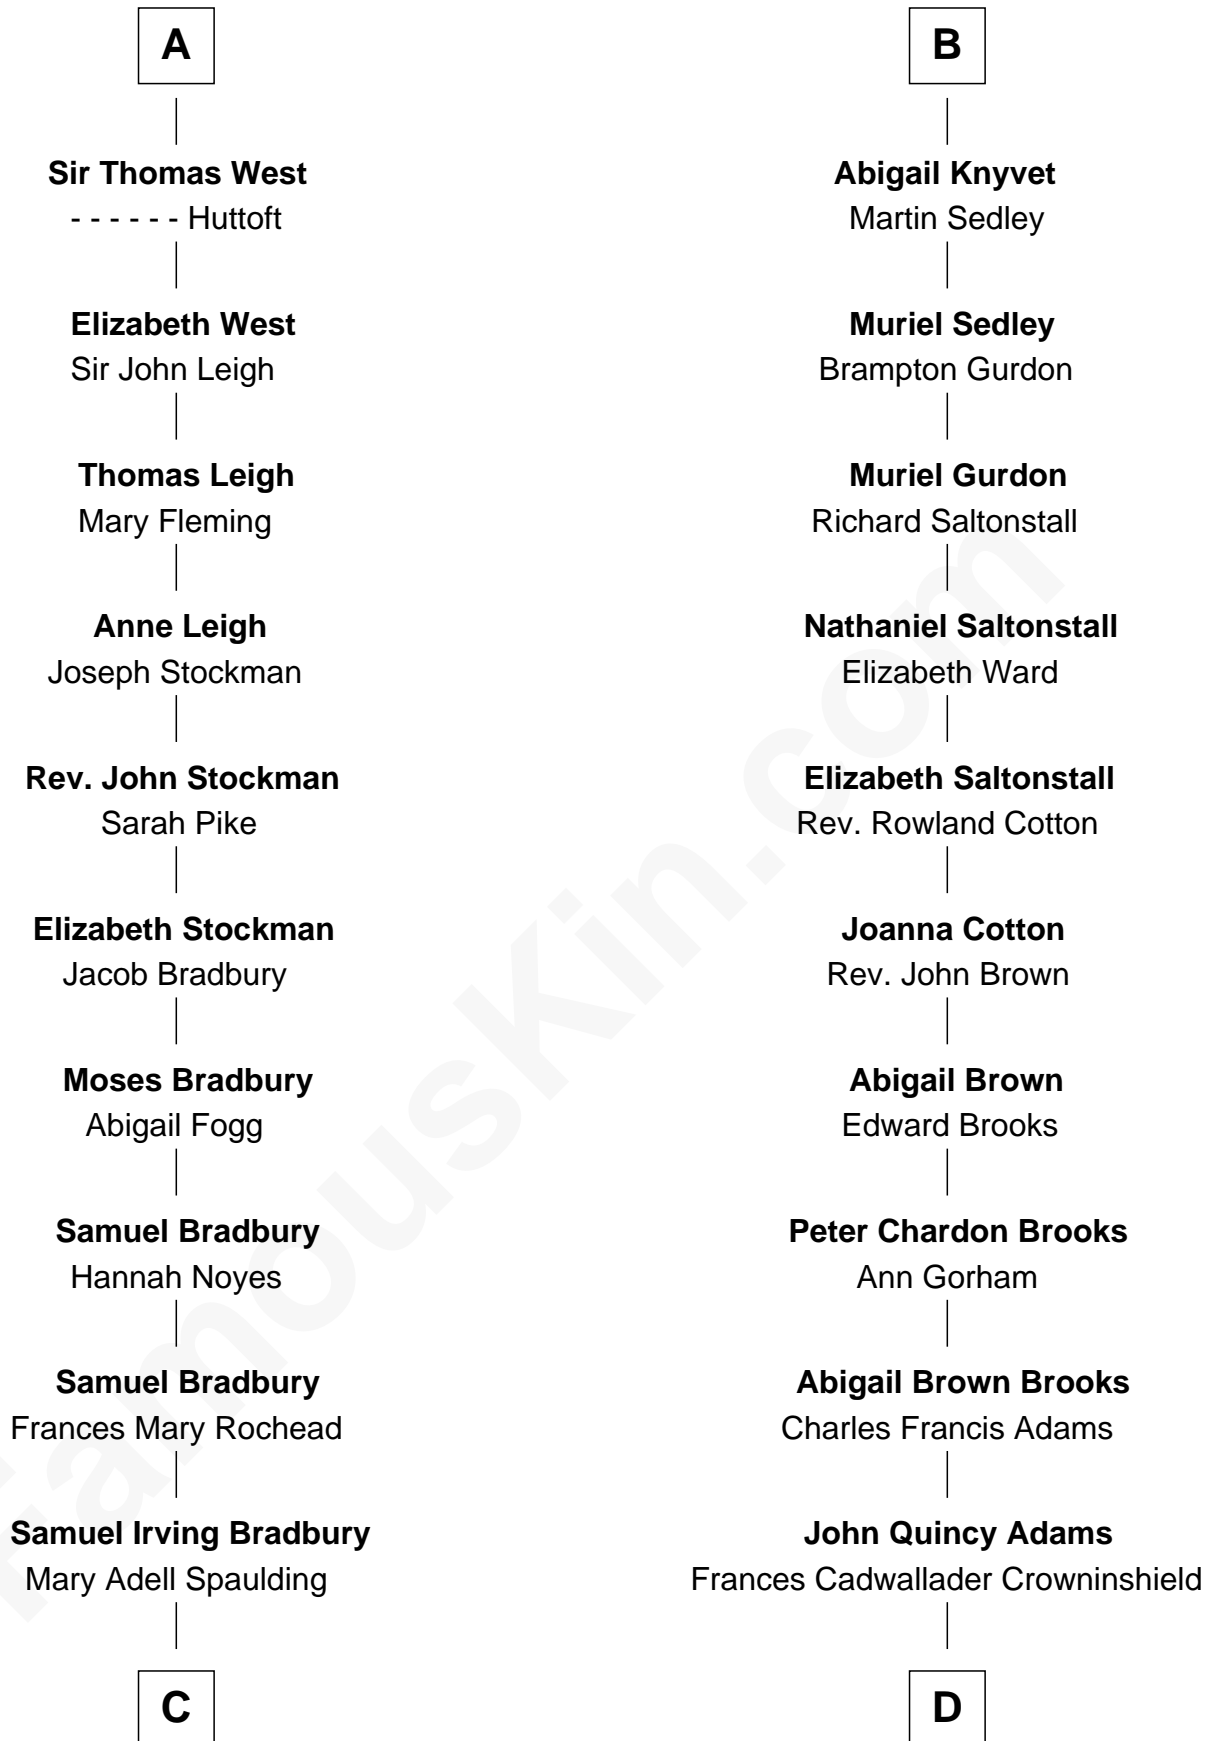 A
Sir Thomas West
- - - - - - Huttoft
Elizabeth West
Sir John Leigh
Thomas Leigh
Mary Fleming
Anne Leigh
Joseph Stockman
Rev. John Stockman
Sarah Pike
Elizabeth Stockman
Jacob Bradbury
Moses Bradbury
Abigail Fogg
Samuel Bradbury
Hannah Noyes
Samuel Bradbury
Frances Mary Rochead
Samuel Irving Bradbury
Mary Adell Spaulding
C
B
Abigail Knyvet
Martin Sedley
Muriel Sedley
Brampton Gurdon
Muriel Gurdon
Richard Saltonstall
Nathaniel Saltonstall
Elizabeth Ward
Elizabeth Saltonstall
Rev. Rowland Cotton
Joanna Cotton
Rev. John Brown
Abigail Brown
Edward Brooks
Peter Chardon Brooks
Ann Gorham
Abigail Brown Brooks
Charles Francis Adams
John Quincy Adams
Frances Cadwallader Crowninshield
D
FamousKin.com